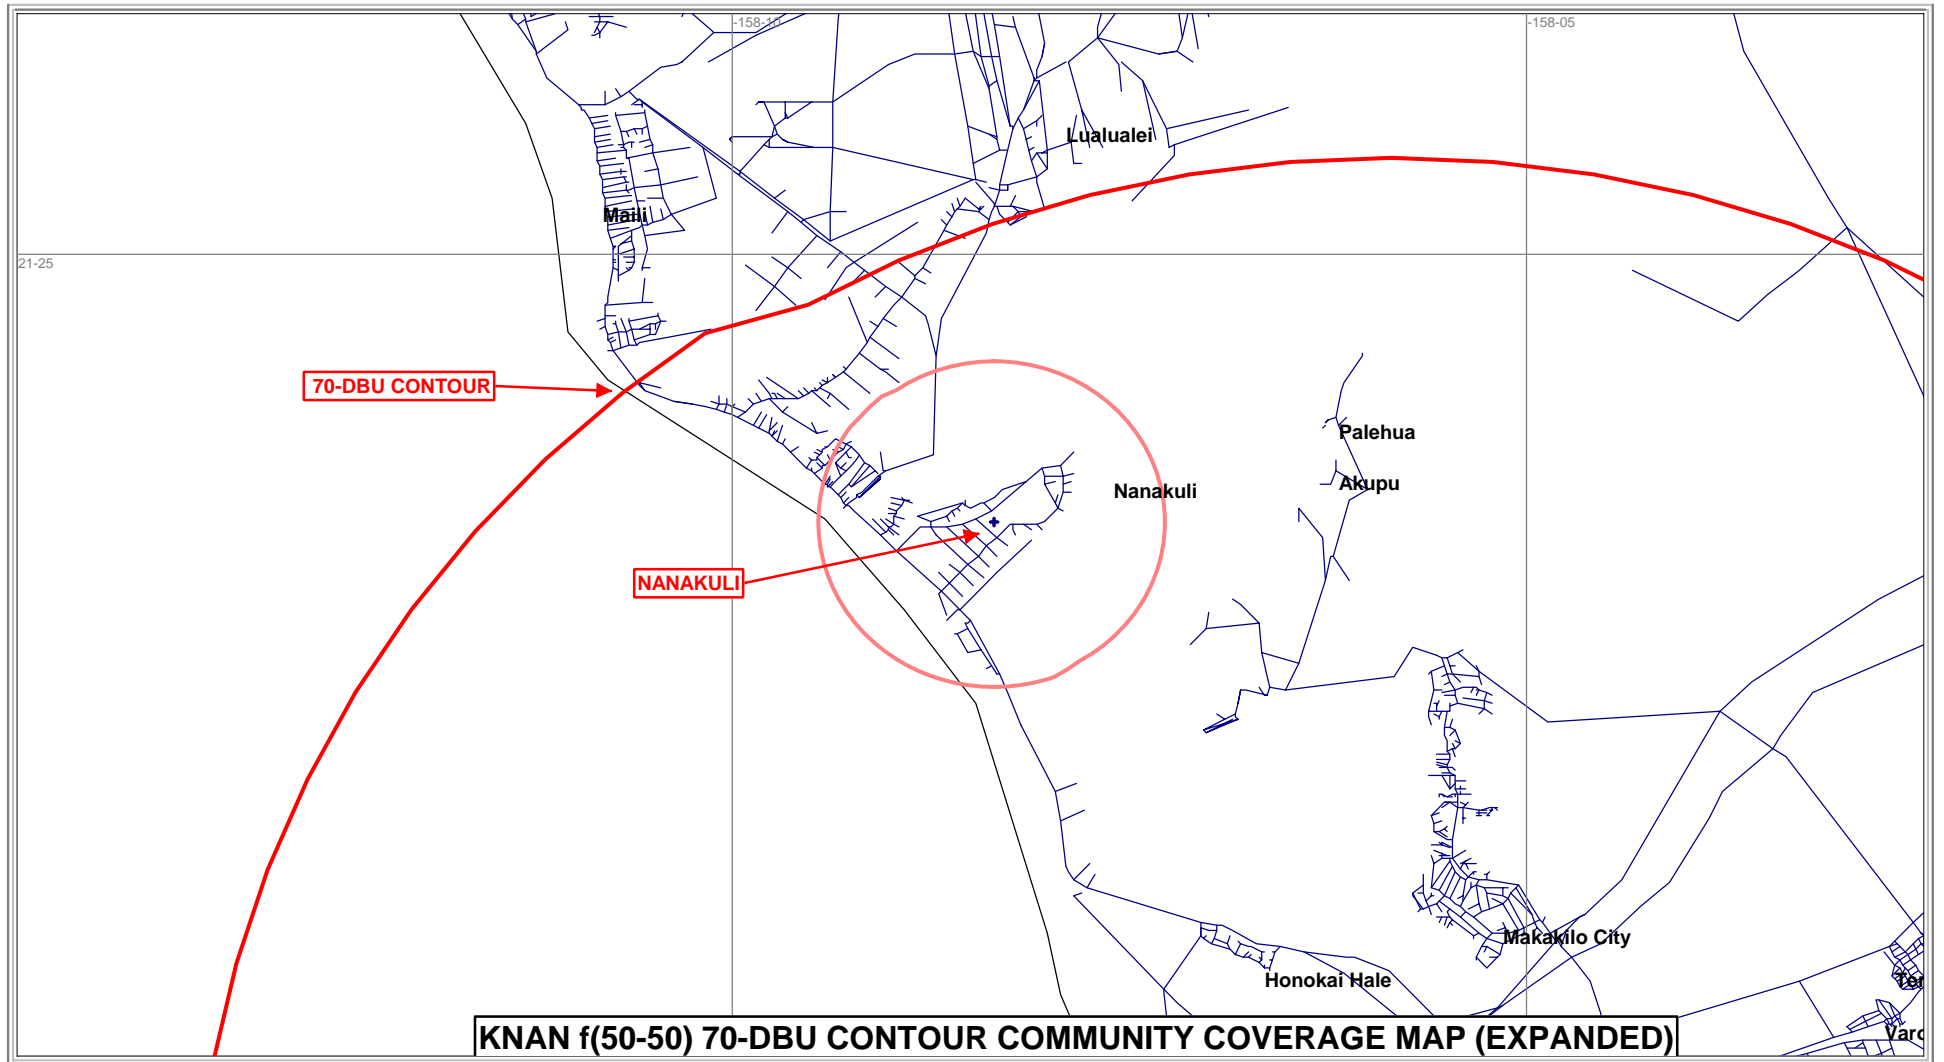 -158-10
-158-05
Lualualei
Maili
21-25
70-DBU CONTOUR
Palehua
Akupu
Nanakuli
NANAKULI
Makakilo City
Honokai Hale
KNAN f(50-50) 70-DBU CONTOUR COMMUNITY COVERAGE MAP (EXPANDED)